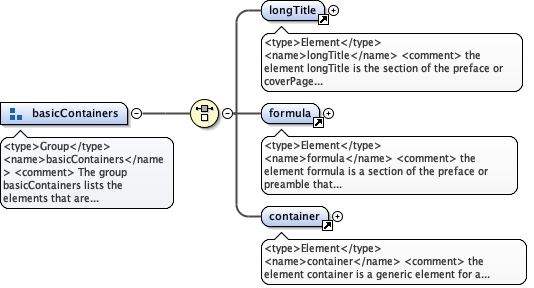 longTitle
<type>Element</type>
<name>longTitle</name> <comment> the
element longTitle is the section of the preface or
coverPage...
basicContainers
<type>Group</type>
<name>basicContainers</name
> <comment> The group
basicContainers lists the
elements that are...
formula
<type>Element</type>
<name>formula</name> <comment> the
element formula is a section of the preface or
preamble that...
container
<type>Element</type>
<name>container</name> <comment> the
element container is a generic element for a...